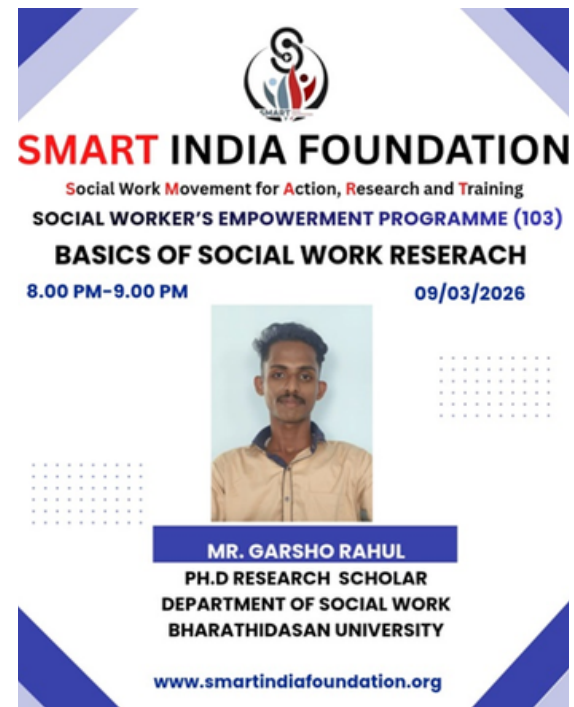 SMART
SMART INDIA FOUNDATION
Social Work Movement for Action, Research and Training
SOCIAL WORKER'S EMPOWERMENT PROGRAMME (103)
BASICS OF SOCIAL WORK RESERACH
8.00 PM-9.00 PM 09/03/2026
MR. GARSHO RAHUL
PH.D RESEARCH SCHOLAR
DEPARTMENT OF SOCIAL WORK
BHARATHIDASAN UNIVERSITY
www.smartindiafoundation.org